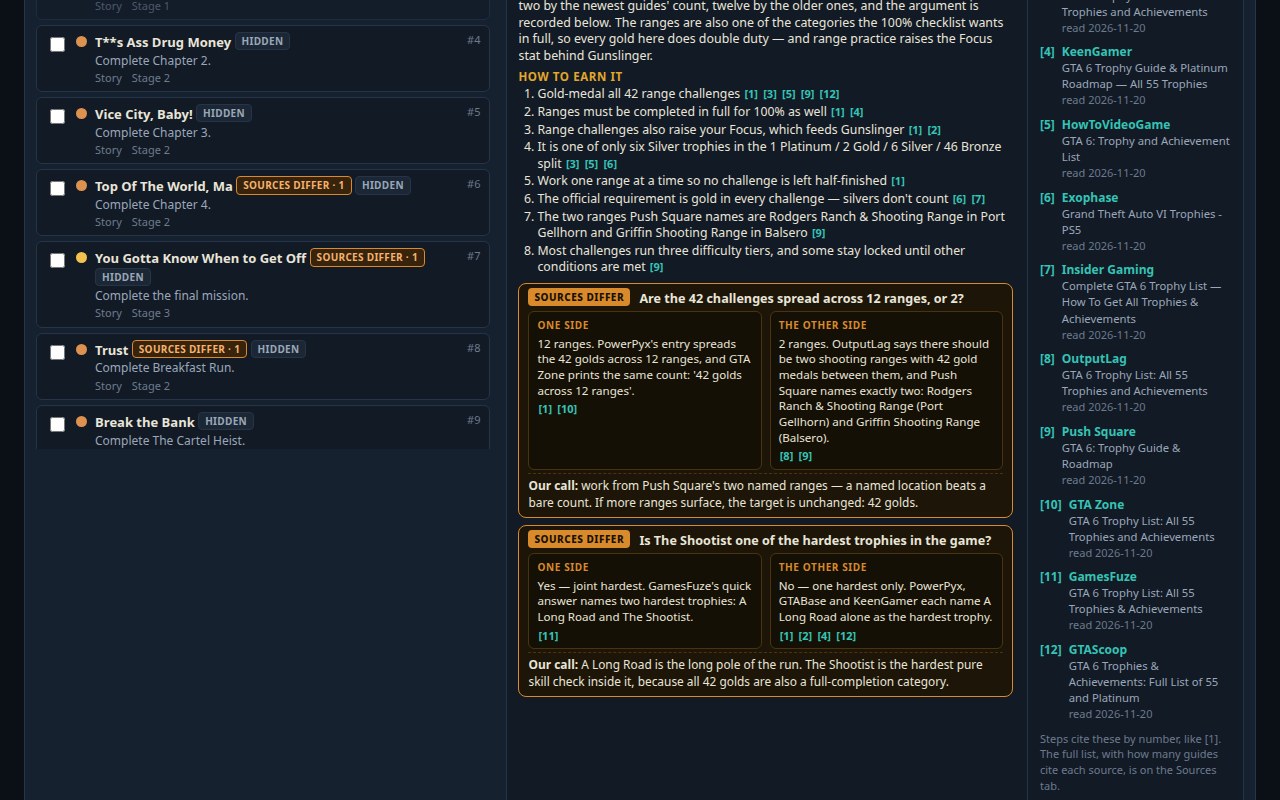 Story Stage 1
T**s Ass Drug Money HIDDEN #4
Complete Chapter 2.
Story Stage 2
Vice City, Baby! HIDDEN #5
Complete Chapter 3.
Story Stage 2
Top Of The World, Ma SOURCES DIFFER · 1 HIDDEN #6
Complete Chapter 4.
Story Stage 2
You Gotta Know When to Get Off SOURCES DIFFER · 1 #7
HIDDEN
Complete the final mission.
Story Stage 3
Trust SOURCES DIFFER · 1 HIDDEN #8
Complete Breakfast Run.
Story Stage 2
Break the Bank HIDDEN #9
Complete The Cartel Heist.
two by the newest guides' count, twelve by the older ones, and the argument is
recorded below. The ranges are also one of the categories the 100% checklist wants
in full, so every gold here does double duty — and range practice raises the Focus
stat behind Gunslinger.
HOW TO EARN IT
1. Gold-medal all 42 range challenges [1] [3] [5] [9] [12]
2. Ranges must be completed in full for 100% as well [1] [4]
3. Range challenges also raise your Focus, which feeds Gunslinger [1] [2]
4. It is one of only six Silver trophies in the 1 Platinum / 2 Gold / 6 Silver / 46 Bronze
split [3] [5] [6]
5. Work one range at a time so no challenge is left half-finished [1]
6. The official requirement is gold in every challenge — silvers don't count [6] [7]
7. The two ranges Push Square names are Rodgers Ranch & Shooting Range in Port
Gellhorn and Griffin Shooting Range in Balsero [9]
8. Most challenges run three difficulty tiers, and some stay locked until other
conditions are met [9]
SOURCES DIFFER Are the 42 challenges spread across 12 ranges, or 2?
ONE SIDE
12 ranges. PowerPyx's entry spreads
the 42 golds across 12 ranges, and GTA
Zone prints the same count: '42 golds
across 12 ranges'.
[1] [10]
THE OTHER SIDE
2 ranges. OutputLag says there should
be two shooting ranges with 42 gold
medals between them, and Push
Square names exactly two: Rodgers
Ranch & Shooting Range (Port
Gellhorn) and Griffin Shooting Range
(Balsero).
[8] [9]
Our call: work from Push Square's two named ranges — a named location beats a
bare count. If more ranges surface, the target is unchanged: 42 golds.
SOURCES DIFFER Is The Shootist one of the hardest trophies in the game?
ONE SIDE
Yes — joint hardest. GamesFuze's quick
answer names two hardest trophies: A
Long Road and The Shootist.
[11]
THE OTHER SIDE
No — one hardest only. PowerPyx,
GTABase and KeenGamer each name A
Long Road alone as the hardest trophy.
[1] [2] [4] [12]
Our call: A Long Road is the long pole of the run. The Shootist is the hardest pure
skill check inside it, because all 42 golds are also a full-completion category.
Trophies and Achievements
read 2026-11-20
[4] KeenGamer
GTA 6 Trophy Guide & Platinum
Roadmap — All 55 Trophies
read 2026-11-20
[5] HowToVideoGame
GTA 6: Trophy and Achievement
List
read 2026-11-20
[6] Exophase
Grand Theft Auto VI Trophies -
PS5
read 2026-11-20
[7] Insider Gaming
Complete GTA 6 Trophy List —
How To Get All Trophies &
Achievements
read 2026-11-20
[8] OutputLag
GTA 6 Trophy List: All 55
Trophies and Achievements
read 2026-11-20
[9] Push Square
GTA 6: Trophy Guide &
Roadmap
read 2026-11-20
[10] GTA Zone
GTA 6 Trophy List: All 55
Trophies and Achievements
read 2026-11-20
[11] GamesFuze
GTA 6 Trophy List: All 55
Trophies & Achievements
read 2026-11-20
[12] GTAScoop
GTA 6 Trophies &
Achievements: Full List of 55
and Platinum
read 2026-11-20
Steps cite these by number, like [1].
The full list, with how many guides
cite each source, is on the Sources
tab.